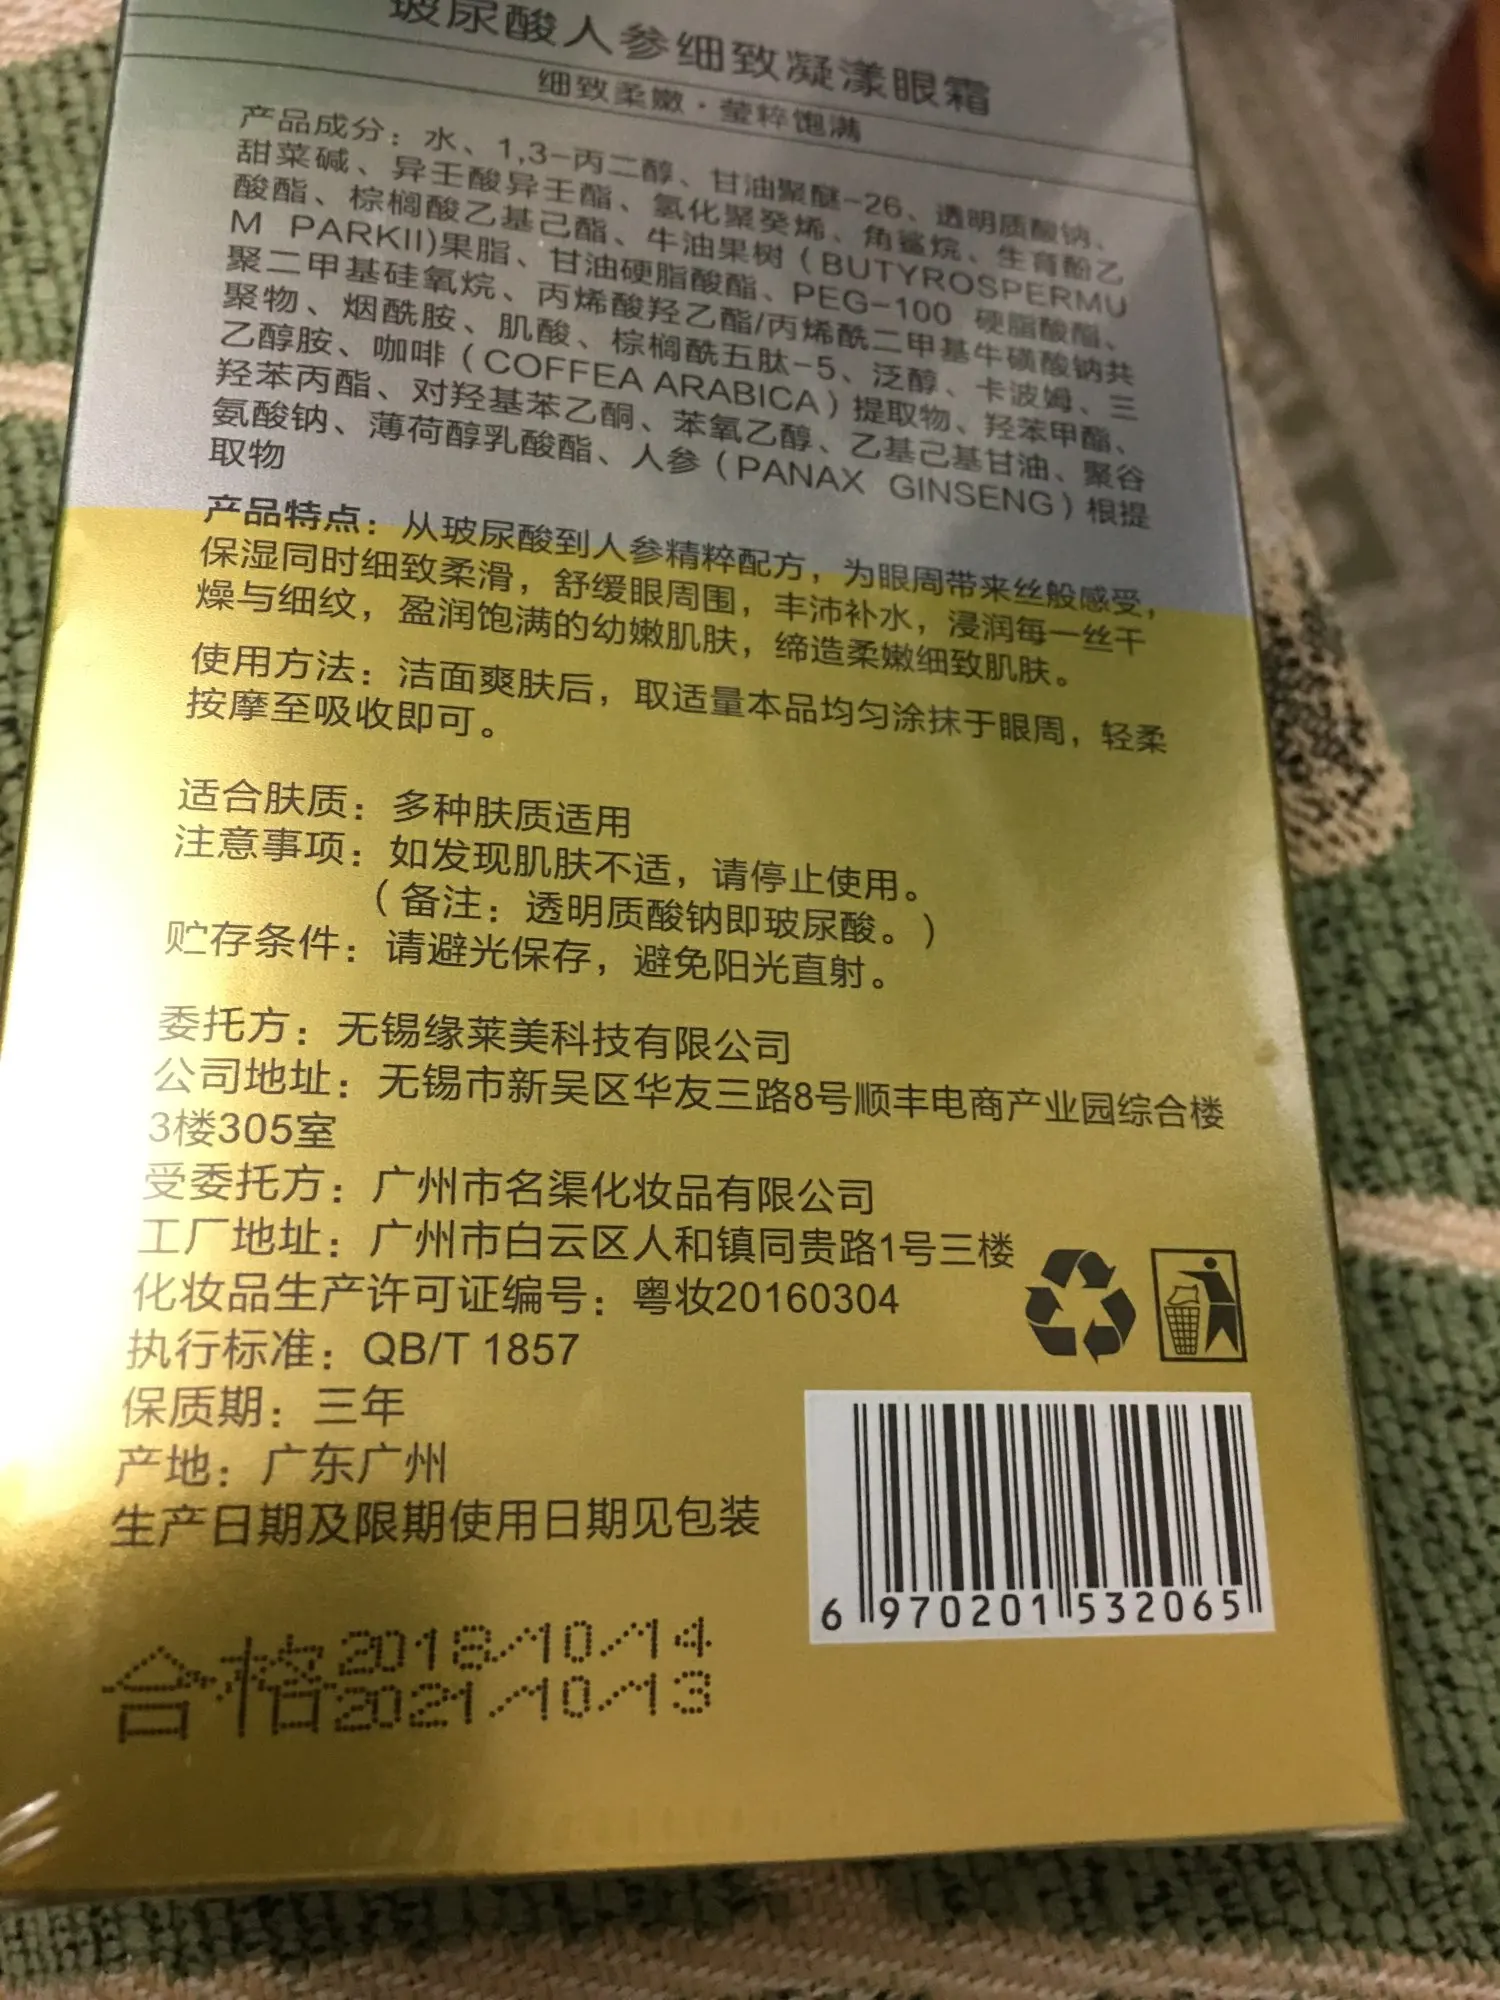 玻尿酸人参细致凝漾眼霜
细致柔嫩·莹粹饱满
产品成分：水、1,3-丙二醇、甘油聚醚-26、透明质酸钠、
甜菜碱、异壬酸异壬酯、氢化聚癸烯、角鲨烷、生育酚乙
酸酯、棕榈酸乙基己酯、牛油果树（BUTYROSPERMU
M PARKII)果脂、甘油硬脂酸酯、PEG-100 硬脂酸酯、
聚二甲基硅氧烷、丙烯酸羟乙酯/丙烯酰二甲基牛磺酸钠共
聚物、烟酰胺、肌酸、棕榈酰五肽-5、泛醇、卡波姆、三
乙醇胺、咖啡（COFFEA ARABICA）提取物、羟苯甲酯、
羟苯丙酯、对羟基苯乙酮、苯氧乙醇、乙基己基甘油、聚谷
氨酸钠、薄荷醇乳酸酯、人参（PANAX GINSENG）根提
取物
产品特点：从玻尿酸到人参精粹配方，为眼周带来丝般感受，
保湿同时细致柔滑，舒缓眼周围，丰沛补水，浸润每一丝干
燥与细纹，盈润饱满的幼嫩肌肤，缔造柔嫩细致肌肤。
使用方法：洁面爽肤后，取适量本品均匀涂抹于眼周，轻柔
按摩至吸收即可。
适合肤质：多种肤质适用
注意事项：如发现肌肤不适，请停止使用。
（备注：透明质酸钠即玻尿酸。）
贮存条件：请避光保存，避免阳光直射。
委托方：无锡缘莱美科技有限公司
公司地址：无锡市新吴区华友三路8号顺丰电商产业园综合楼
3楼305室
受委托方：广州市名渠化妆品有限公司
工厂地址：广州市白云区人和镇同贵路1号三楼
化妆品生产许可证编号：粤妆20160304
执行标准：QB/T 1857
保质期：三年
产地：广东广州
生产日期及限期使用日期见包装
6 970201 532065
合格 2018/10/14
2021/10/13